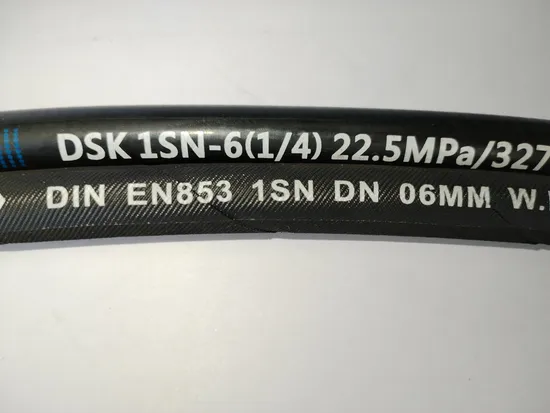 DSK 1SN-6(1/4) 22.5MPa/327
DIN EN853 1SN DN 06MM W.